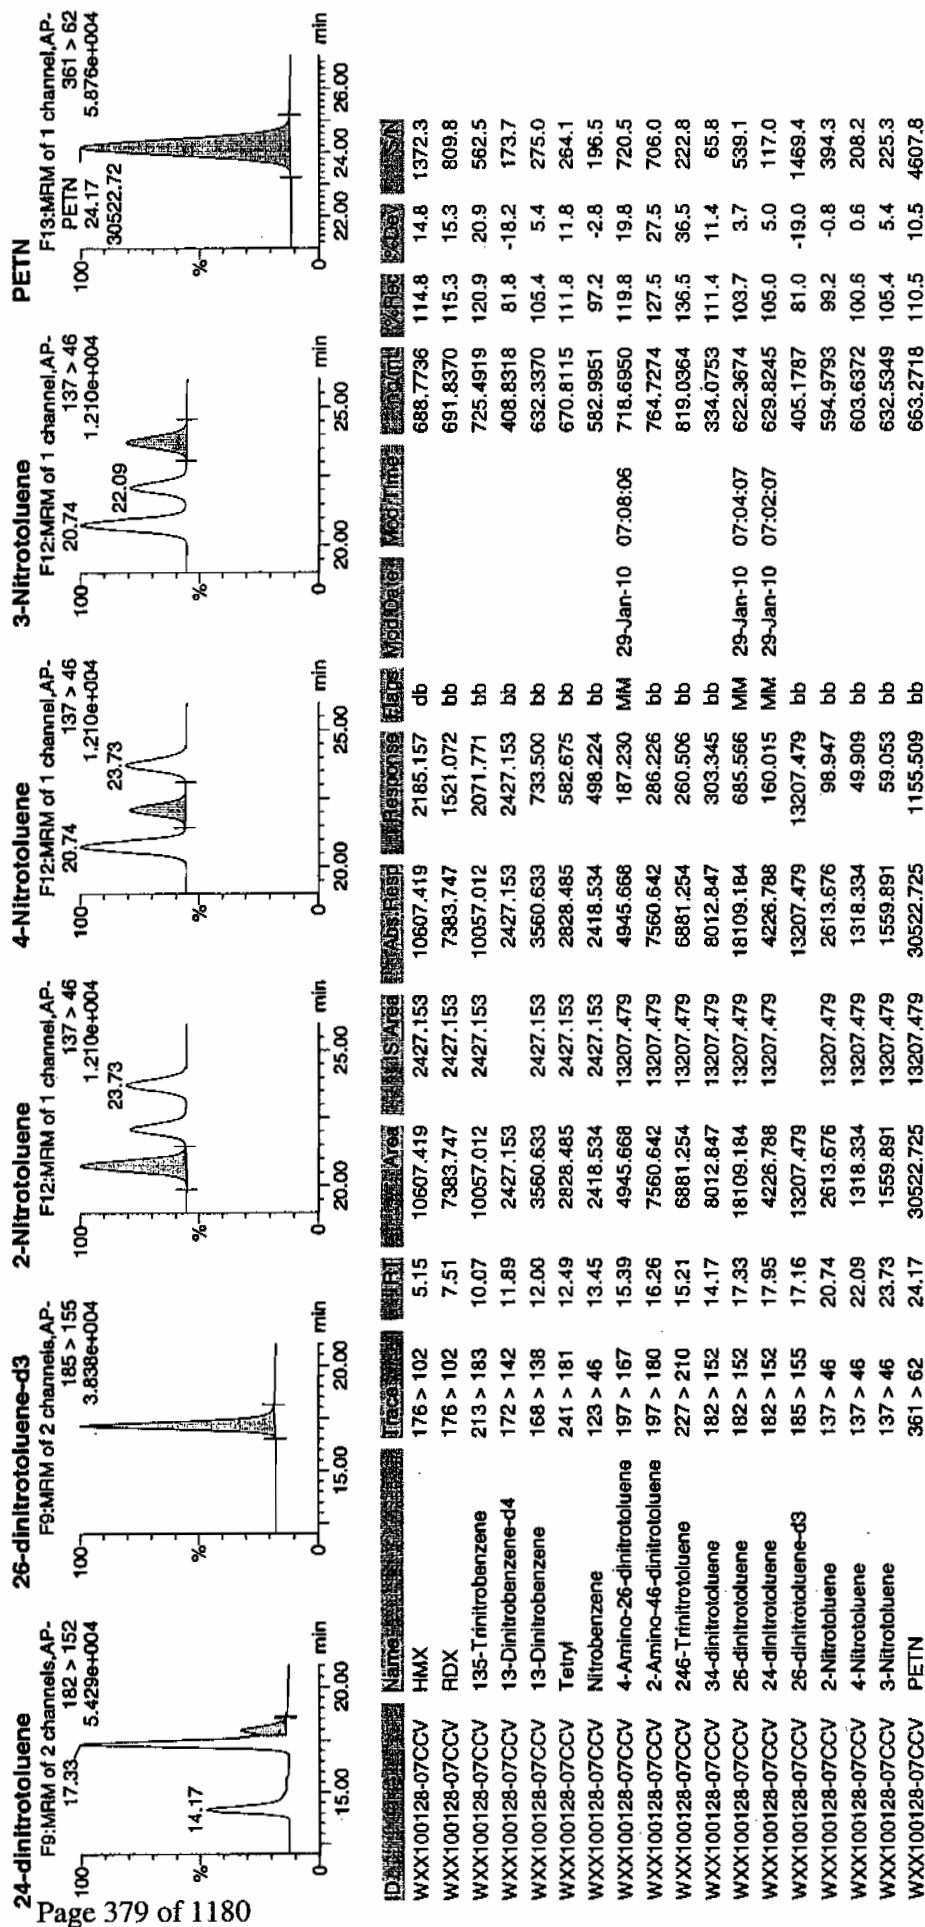 24-dinitrotoluene
F9:MRM of 2 channels,AP-
182 > 152
5.429e+004
17.33
14.17
100
%
0
15.00 20.00 min
26-dinitrotoluene-d3
F9:MRM of 2 channels,AP-
185 > 155
3.838e+004
100
%
0
15.00 20.00 min
2-Nitrotoluene
F12:MRM of 1 channel,AP-
137 > 46
1.210e+004
23.73
100
%
0
20.00 25.00 min
4-Nitrotoluene
F12:MRM of 1 channel,AP-
137 > 46
1.210e+004
20.74
23.73
100
%
0
20.00 25.00 min
3-Nitrotoluene
F12:MRM of 1 channel,AP-
137 > 46
1.210e+004
20.74
22.09
100
%
0
20.00 25.00 min
PETN
F13:MRM of 1 channel,AP-
361 > 62
5.876e+004
PETN
24.17
30522.72
100
%
0
22.00 24.00 26.00 min
ID Name Trace RT Area IS Area Abs.Resp Response Flags Mod.Date Mod.Time %Rec %Dev S/N
WXX100128-07CCV HMX 176 > 102 5.15 10607.419 2427.153 10607.419 2185.157 db 688.7736 114.8 14.8 1372.3
WXX100128-07CCV RDX 176 > 102 7.51 7383.747 2427.153 7383.747 1521.072 bb 691.8370 115.3 15.3 809.8
WXX100128-07CCV 135-Trinitrobenzene 213 > 183 10.07 10057.012 2427.153 10057.012 2071.771 bb 725.4919 120.9 20.9 562.5
WXX100128-07CCV 13-Dinitrobenzene-d4 172 > 142 11.89 2427.153 2427.153 2427.153 bb 408.8318 81.8 -18.2 173.7
WXX100128-07CCV 13-Dinitrobenzene 168 > 138 12.00 3560.633 2427.153 3560.633 733.500 bb 632.3370 105.4 5.4 275.0
WXX100128-07CCV Tetryl 241 > 181 12.49 2828.485 2427.153 2828.485 582.675 bb 670.8115 111.8 11.8 264.1
WXX100128-07CCV Nitrobenzene 123 > 46 13.45 2418.534 2427.153 2418.534 498.224 bb 582.9951 97.2 -2.8 196.5
WXX100128-07CCV 4-Amino-26-dinitrotoluene 197 > 167 15.39 4945.668 13207.479 4945.668 187.230 MM 29-Jan-10 07:08:06 718.6950 119.8 19.8 720.5
WXX100128-07CCV 2-Amino-46-dinitrotoluene 197 > 180 16.26 7560.642 13207.479 7560.642 286.226 bb 764.7274 127.5 27.5 706.0
WXX100128-07CCV 246-Trinitrotoluene 227 > 210 15.21 6881.254 13207.479 6881.254 260.506 bb 819.0364 136.5 36.5 222.8
WXX100128-07CCV 34-dinitrotoluene 182 > 152 14.17 8012.847 13207.479 8012.847 303.345 bb 334.0753 111.4 11.4 65.8
WXX100128-07CCV 26-dinitrotoluene 182 > 152 17.33 18109.184 13207.479 18109.184 685.566 MM 29-Jan-10 07:04:07 622.3674 103.7 3.7 539.1
WXX100128-07CCV 24-dinitrotoluene 182 > 152 17.95 4226.788 13207.479 4226.788 160.015 MM 29-Jan-10 07:02:07 629.8245 105.0 5.0 117.0
WXX100128-07CCV 26-dinitrotoluene-d3 185 > 155 17.16 13207.479 13207.479 13207.479 bb 405.1787 81.0 -19.0 1469.4
WXX100128-07CCV 2-Nitrotoluene 137 > 46 20.74 2613.676 13207.479 2613.676 98.947 bb 594.9793 99.2 -0.8 394.3
WXX100128-07CCV 4-Nitrotoluene 137 > 46 22.09 1318.334 13207.479 1318.334 49.909 bb 603.6372 100.6 0.6 208.2
WXX100128-07CCV 3-Nitrotoluene 137 > 46 23.73 1559.891 13207.479 1559.891 59.053 bb 632.5349 105.4 5.4 225.3
WXX100128-07CCV PETN 361 > 62 24.17 30522.725 13207.479 30522.725 1155.509 bb 663.2718 110.5 10.5 4607.8
Page 379 of 1180